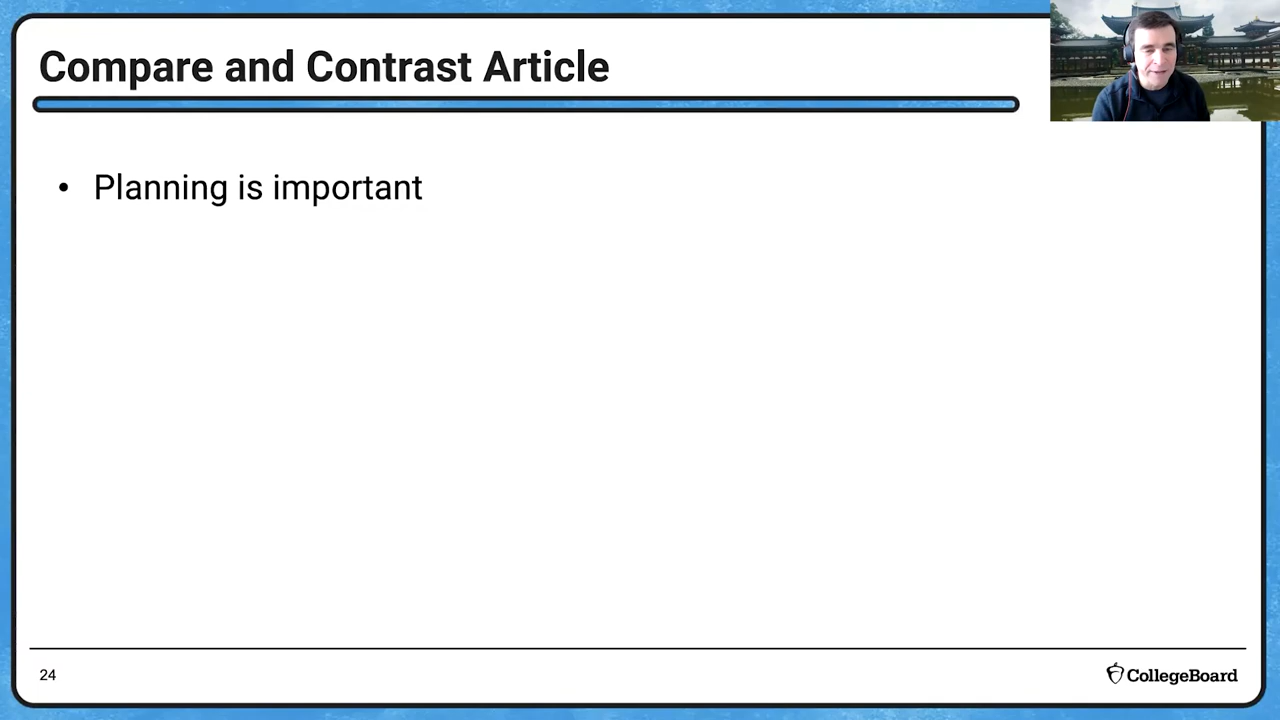 Compare and Contrast Article
• Planning is important
24
CollegeBoard